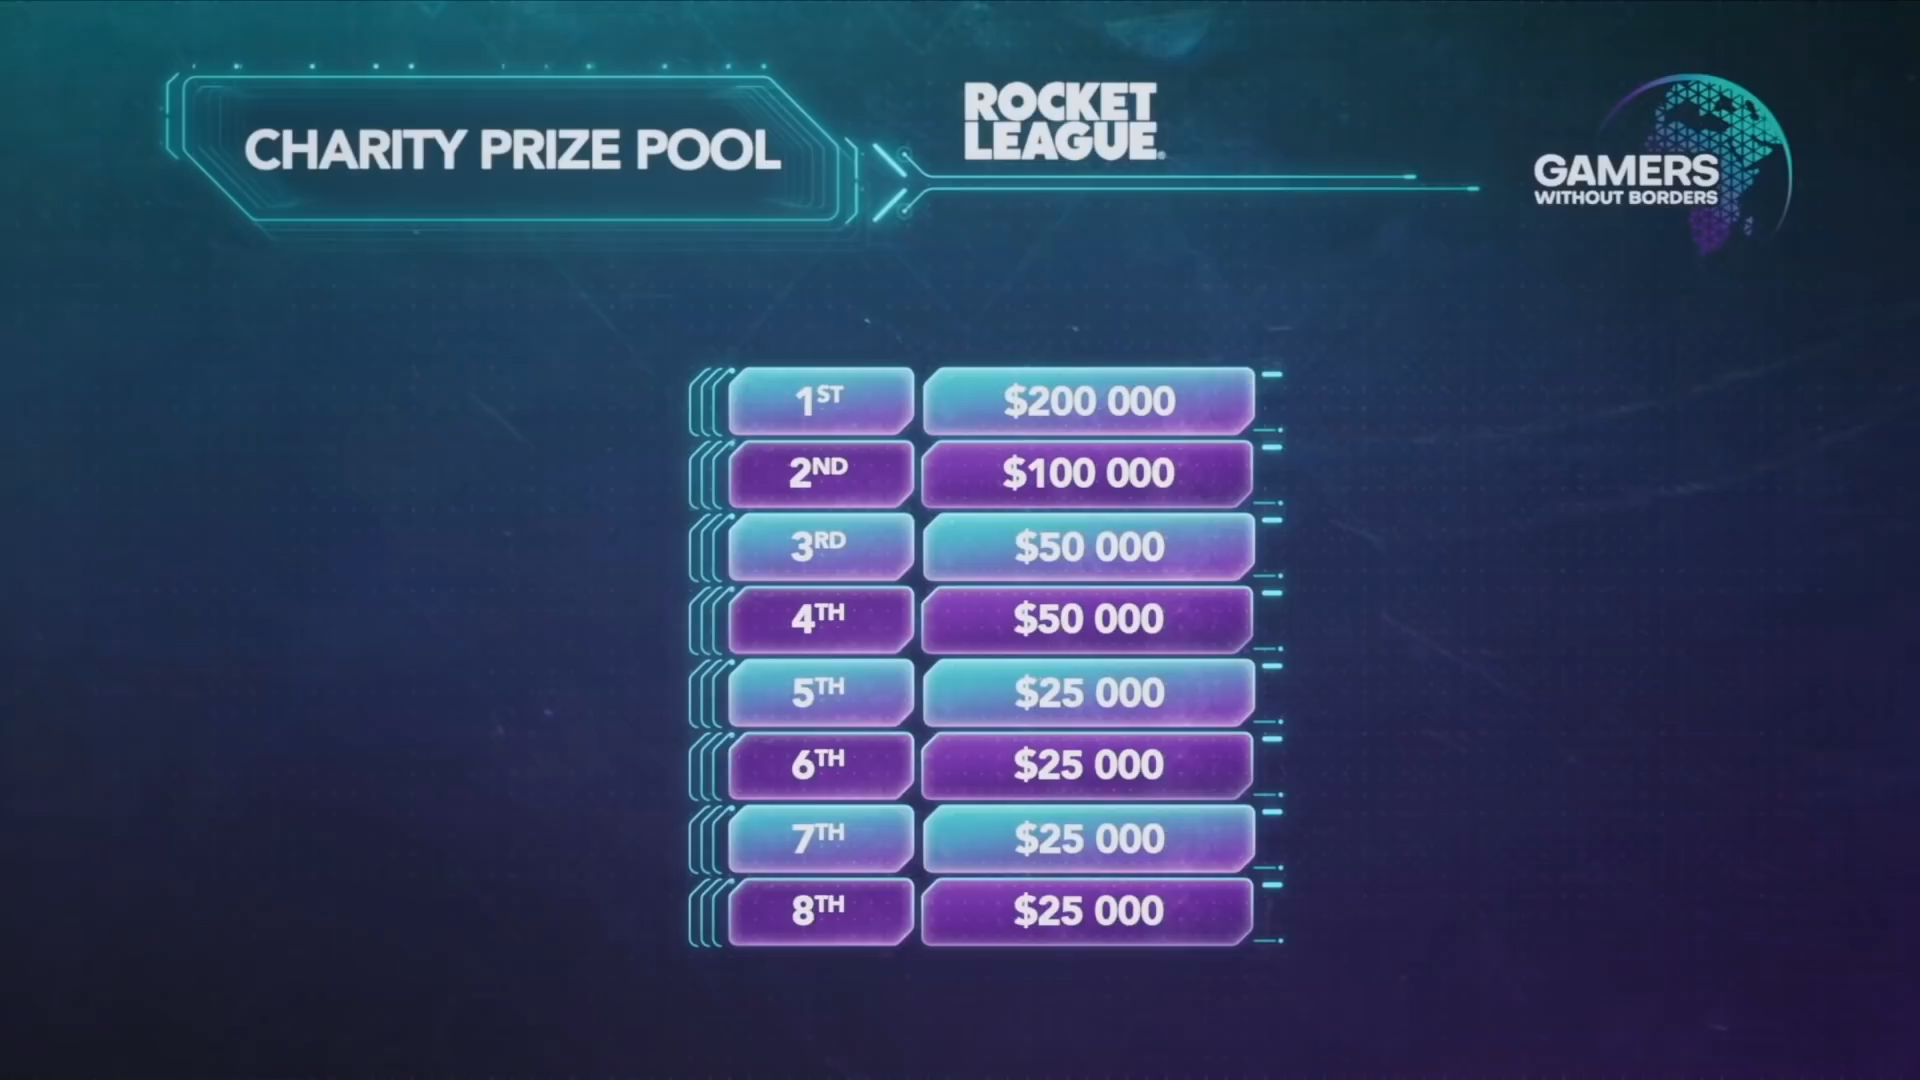 CHARITY PRIZE POOL
ROCKET
LEAGUE
GAMERS
WITHOUT BORDERS
1ST $200 000
2ND $100 000
3RD $50 000
4TH $50 000
5TH $25 000
6TH $25 000
7TH $25 000
8TH $25 000